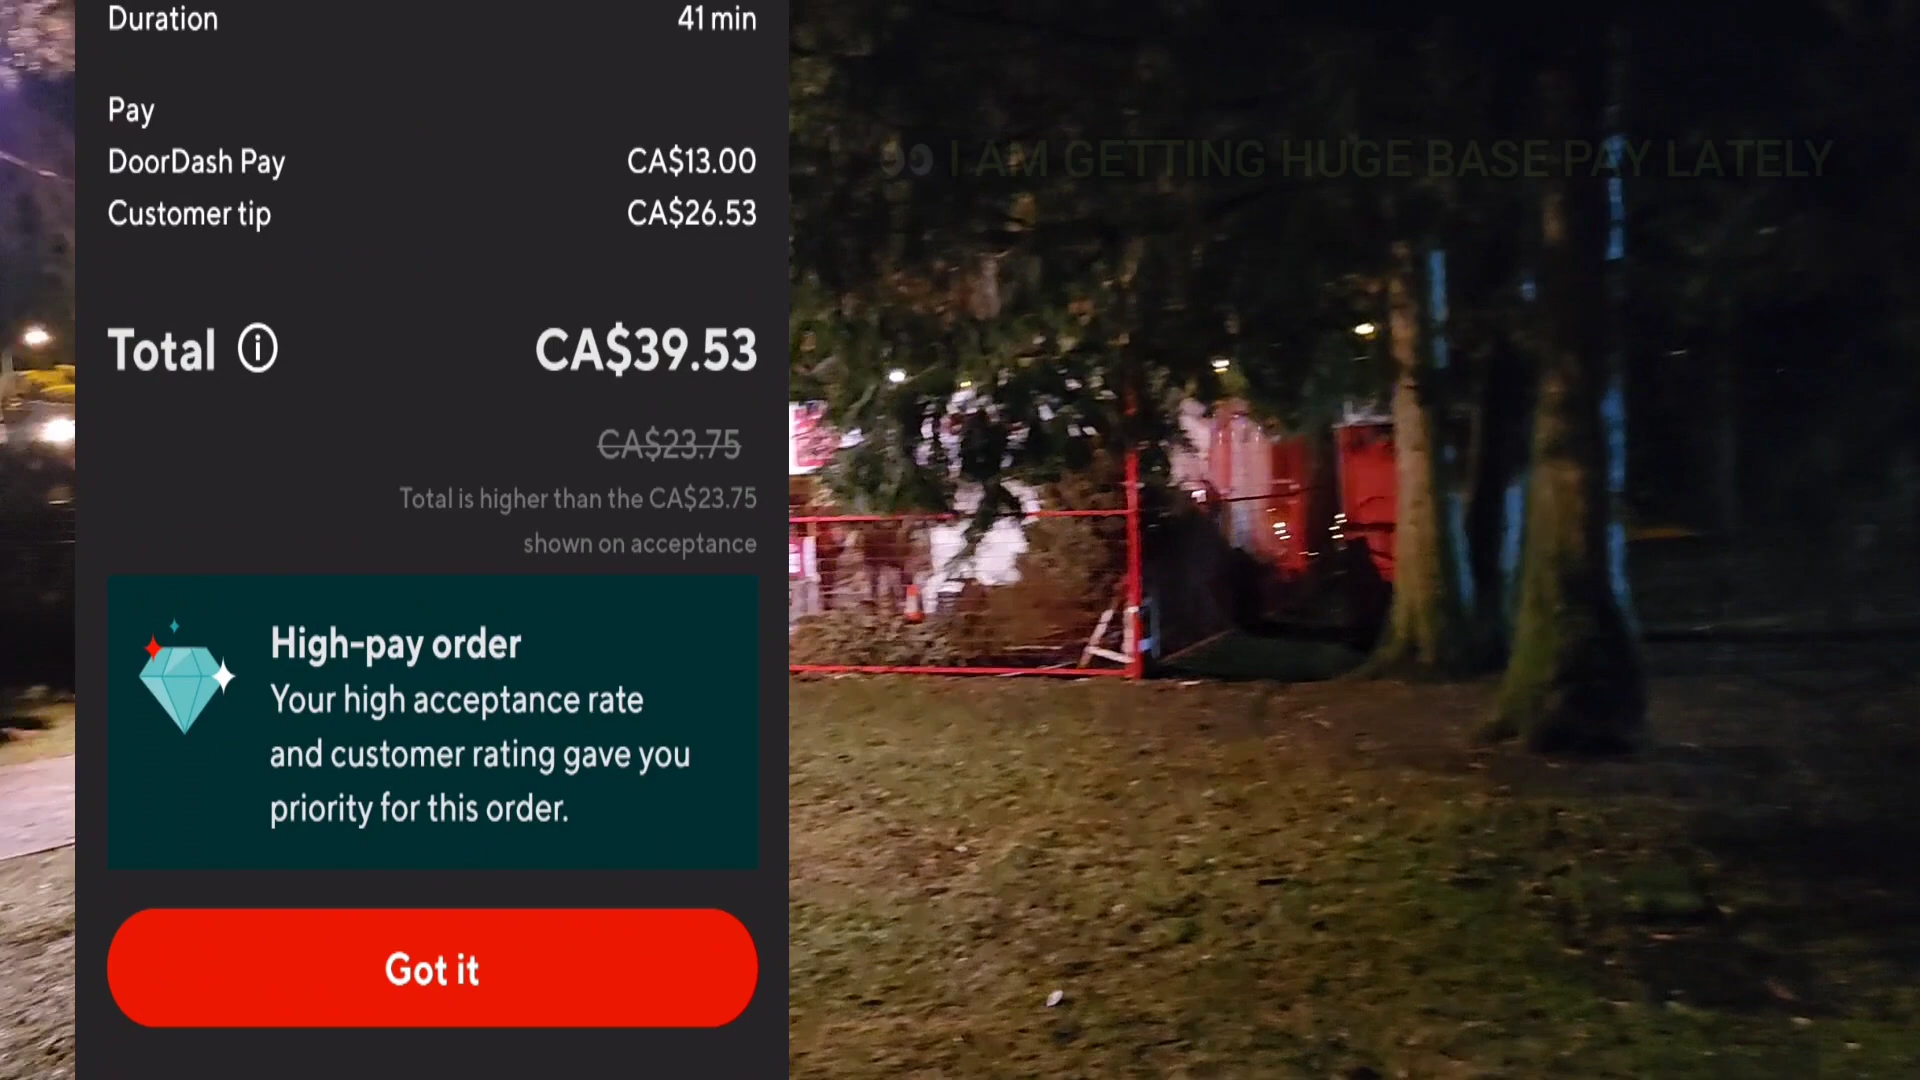 Duration 41 min
Pay
DoorDash Pay CA$13.00
Customer tip CA$26.53
Total CA$39.53
CA$23.75
Total is higher than the CA$23.75
shown on acceptance
High-pay order
Your high acceptance rate
and customer rating gave you
priority for this order.
Got it
👀 I AM GETTING HUGE BASE PAY LATELY